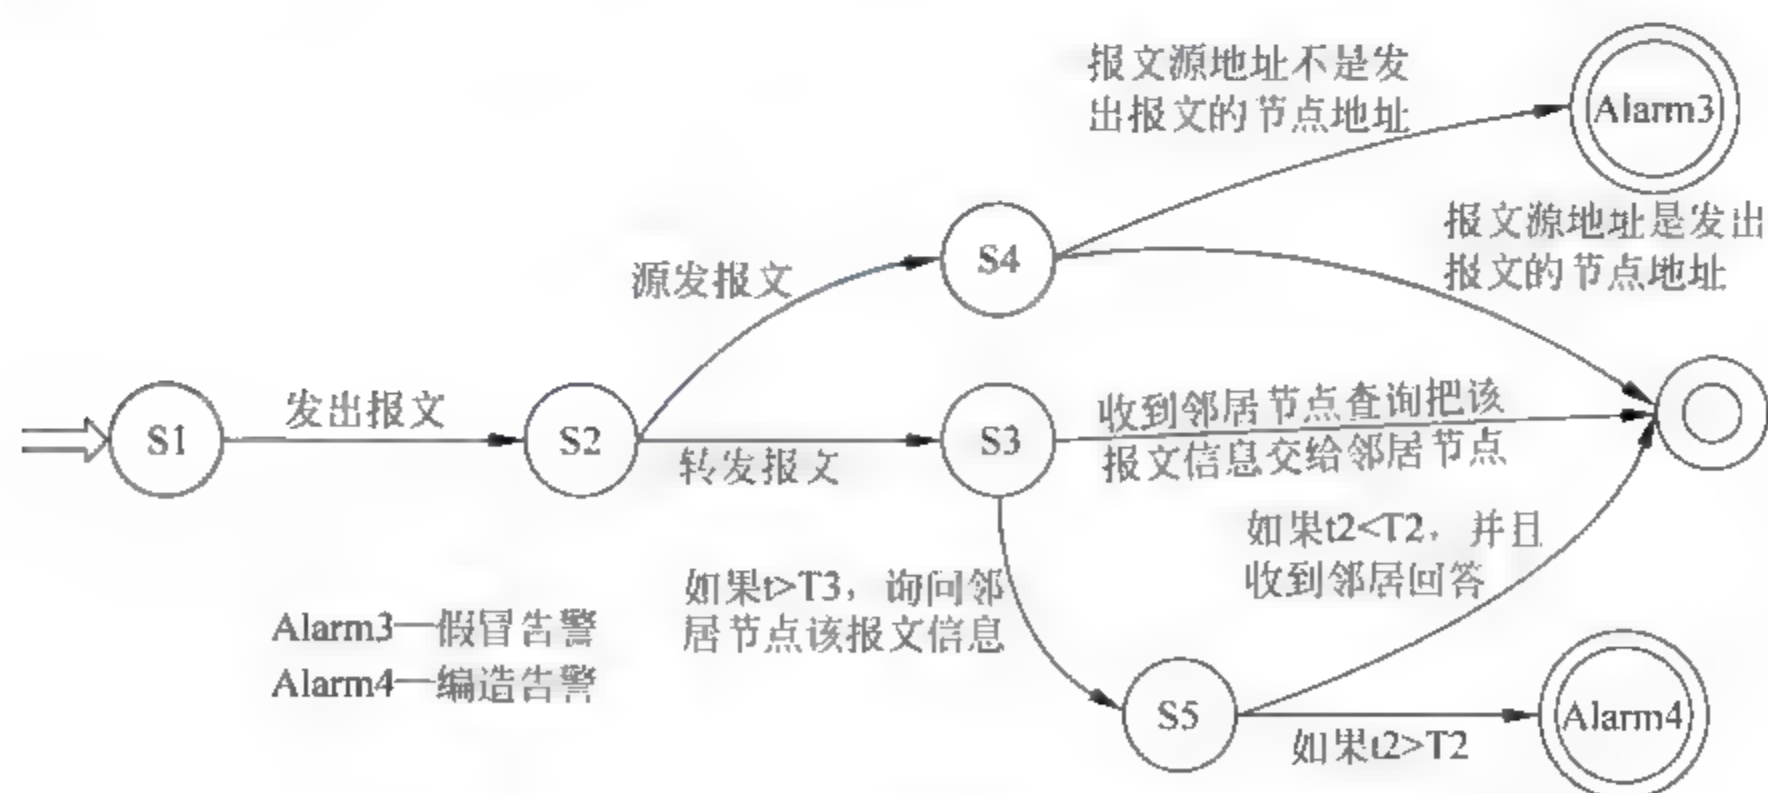 报文源地址不是发
出报文的节点地址
Alarm3
报文源地址是发出
报文的节点地址
S4
源发报文
S1
发出报文
S2
转发报文
S3
收到邻居节点查询把该
报文信息交给邻居节点
如果t2<T2，并且
收到邻居回答
如果t>T3，询问邻
居节点该报文信息
Alarm3—假冒告警
Alarm4—编造告警
S5
如果t2>T2
Alarm4